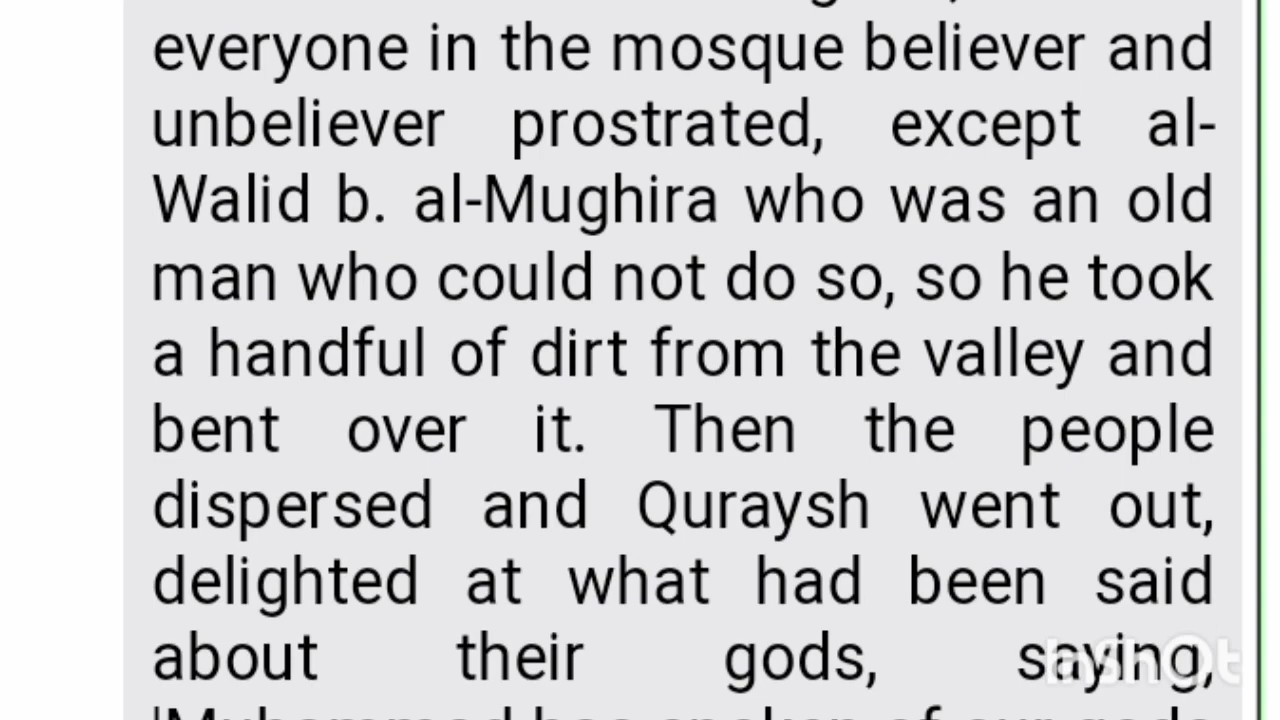 everyone in the mosque believer and
unbeliever prostrated, except al-
Walid b. al-Mughira who was an old
man who could not do so, so he took
a handful of dirt from the valley and
bent over it. Then the people
dispersed and Quraysh went out,
delighted at what had been said
about their gods, saying,
InShOt